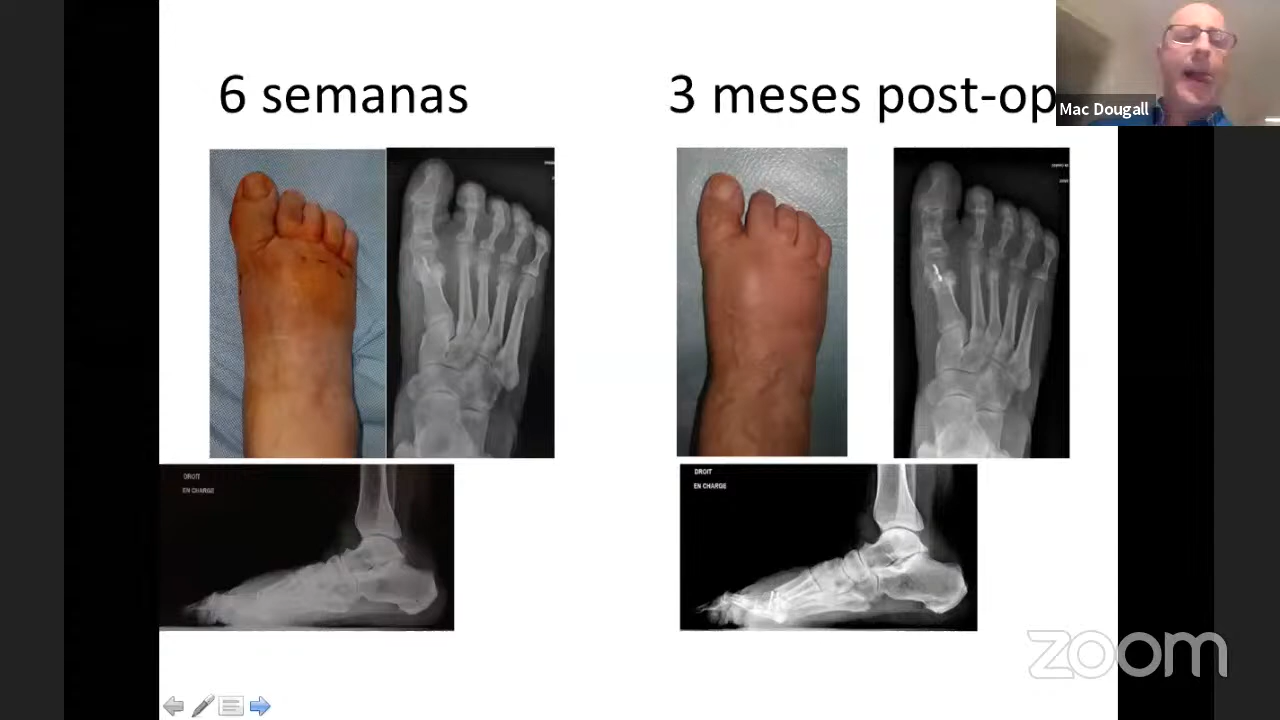 6 semanas
3 meses post-op
Mac Dougall
DROIT
EN CHARGE
DROIT
EN CHARGE
zoom